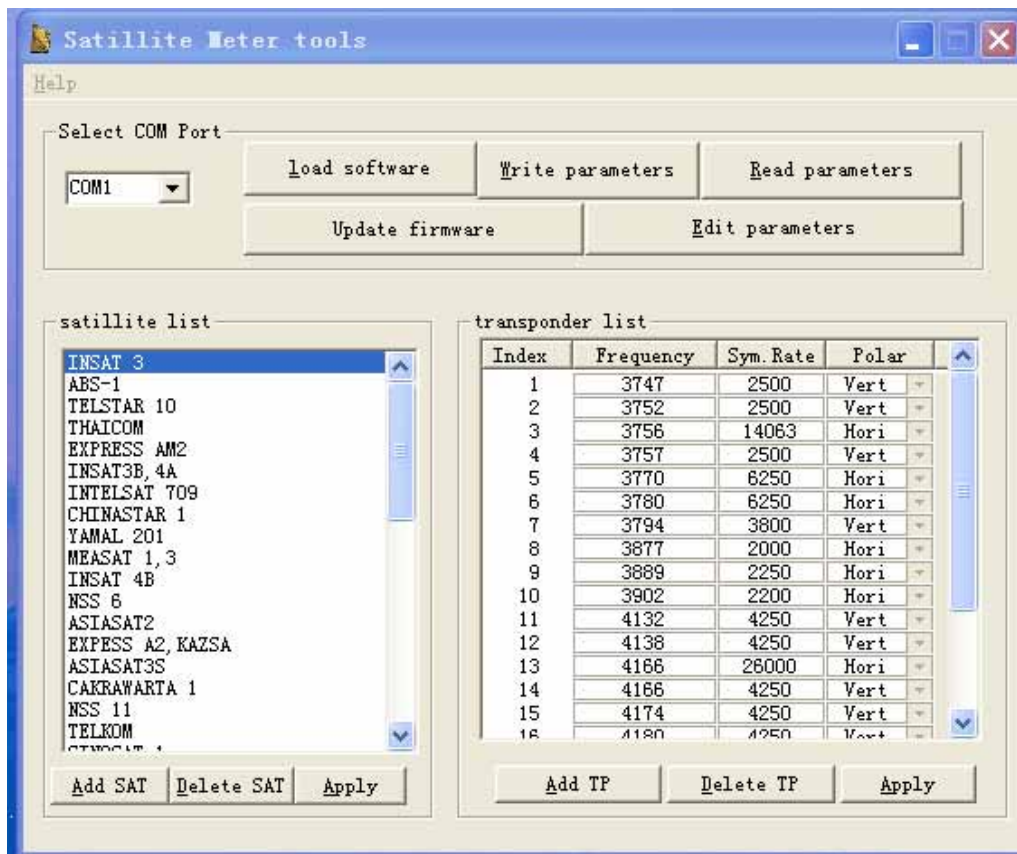 Satillite Meter tools
Help
Select COM Port
COM1
load software
Write parameters
Read parameters
Update firmware
Edit parameters
satillite list
INSAT 3
ABS-1
TELSTAR 10
THAICOM
EXPRESS AM2
INSAT3B,4A
INTELSAT 709
CHINASTAR 1
YAMAL 201
MEASAT 1,3
INSAT 4B
NSS 6
ASIASAT2
EXPESS A2,KAZSA
ASIASAT3S
CAKRAWARTA 1
NSS 11
TELKOM
Add SAT Delete SAT Apply
transponder list
Index Frequency Sym.Rate Polar
1 3747 2500 Vert
2 3752 2500 Vert
3 3756 14063 Hori
4 3757 2500 Vert
5 3770 6250 Hori
6 3780 6250 Hori
7 3794 3800 Vert
8 3877 2000 Hori
9 3889 2250 Hori
10 3902 2200 Hori
11 4132 4250 Vert
12 4138 4250 Vert
13 4166 26000 Hori
14 4166 4250 Vert
15 4174 4250 Vert
16 4180 4250 Vert
Add TP Delete TP Apply